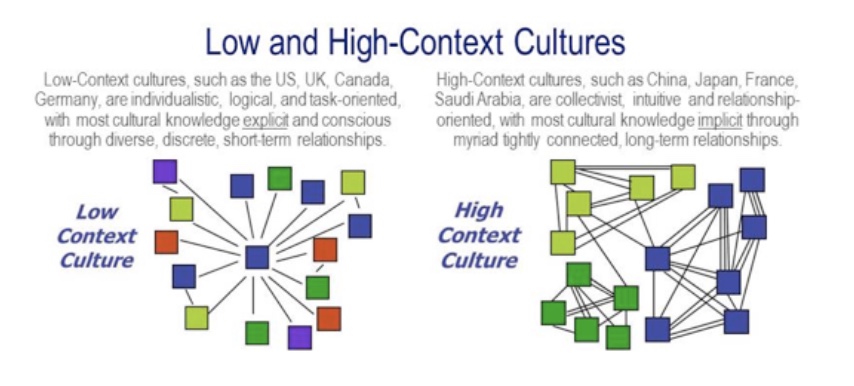 Low and High-Context Cultures
Low-Context cultures, such as the US, UK, Canada,
Germany, are individualistic, logical, and task-oriented,
with most cultural knowledge explicit and conscious
through diverse, discrete, short-term relationships.
High-Context cultures, such as China, Japan, France,
Saudi Arabia, are collectivist, intuitive and relationship-
oriented, with most cultural knowledge implicit through
myriad tightly connected, long-term relationships.
Low
Context
Culture
High
Context
Culture